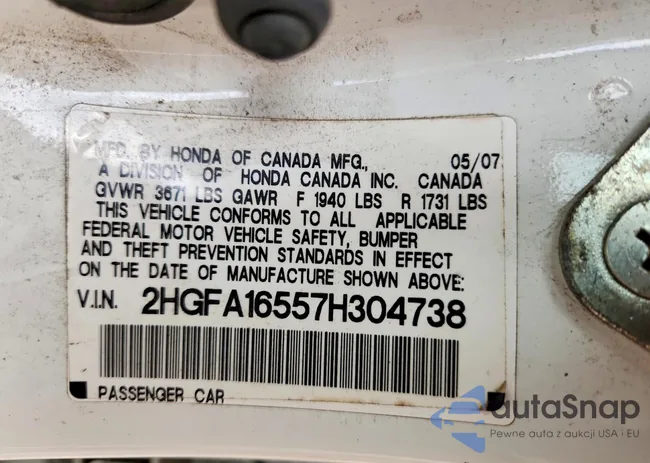 MFD. BY HONDA OF CANADA MFG., 05/07
A DIVISION OF HONDA CANADA INC. CANADA
GVWR 3671 LBS GAWR F 1940 LBS R 1731 LBS
THIS VEHICLE CONFORMS TO ALL APPLICABLE
FEDERAL MOTOR VEHICLE SAFETY, BUMPER
AND THEFT PREVENTION STANDARDS IN EFFECT
ON THE DATE OF MANUFACTURE SHOWN ABOVE:
V.I.N. 2HGFA16557H304738
PASSENGER CAR
autaSnap
Pewne auta z aukcji USA i EU